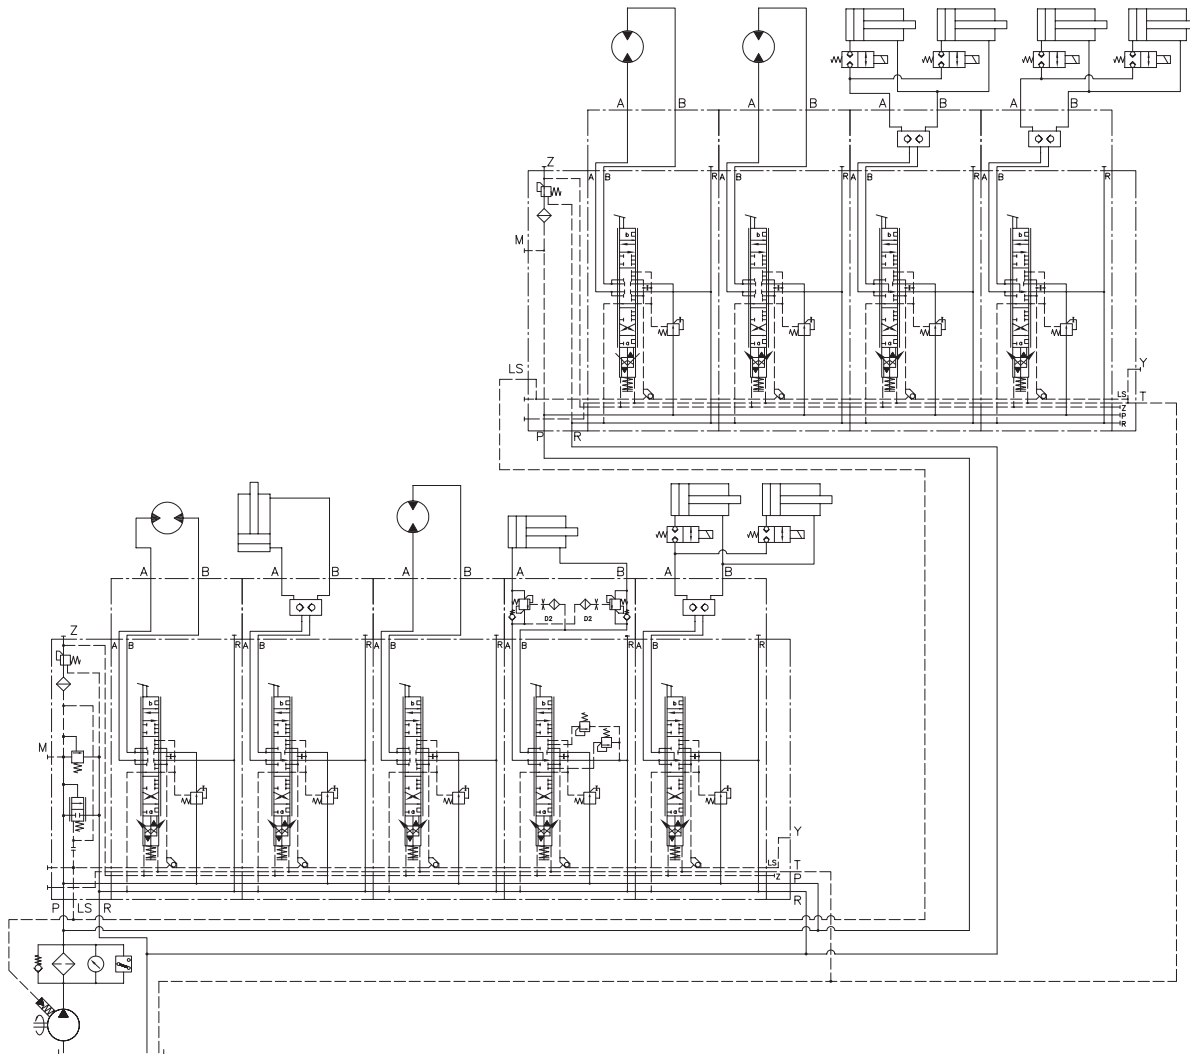 A B A B A B A B
Z
A B R A B R A B R A B R
b b b b
M
a a a a
LS Y
LS T
Z
P
R
P R
A B A B A B A B A B
D2 D2
Z
A B R A B R A B R A B R A B R
b b b b b
M
a a a a a
Y
LS T
Z P
P LS R R